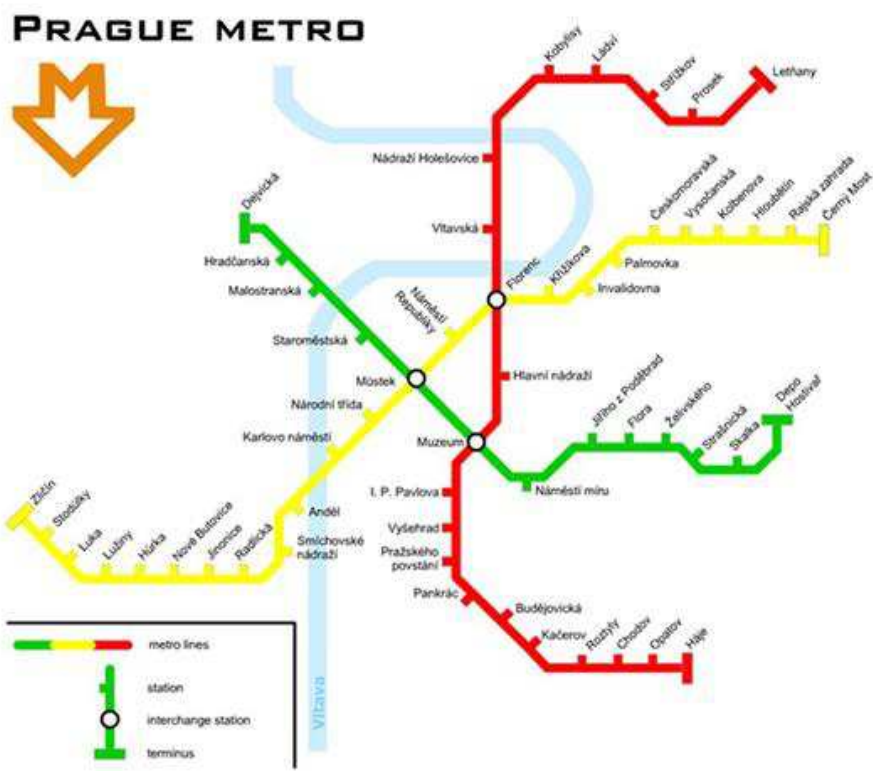 PRAGUE METRO
Kobylisy
Ládví
Střížkov
Prosek
Letňany
Nádraží Holešovice
Vltavská
Dejvická
Hradčanská
Malostranská
Staroměstská
Můstek
Náměstí
Republiky
Florenc
Křižíkova
Invalidovna
Palmovka
Českomoravská
Vysočanská
Kolbenova
Hloubětín
Rajská zahrada
Černý Most
Hlavní nádraží
Národní třída
Karlovo náměstí
Muzeum
Jiřího z Poděbrad
Flora
Želivského
Strašnická
Skalka
Depo
Hostivař
Náměstí míru
I. P. Pavlova
Vyšehrad
Pražského
povstání
Pankrác
Budějovická
Kačerov
Roztyly
Chodov
Opatov
Háje
Zličín
Stodůlky
Luka
Lužiny
Hůrka
Nové Butovice
Jinonice
Radlická
Smíchovské
nádraží
Anděl
metro lines
station
interchange station
terminus
Vltava